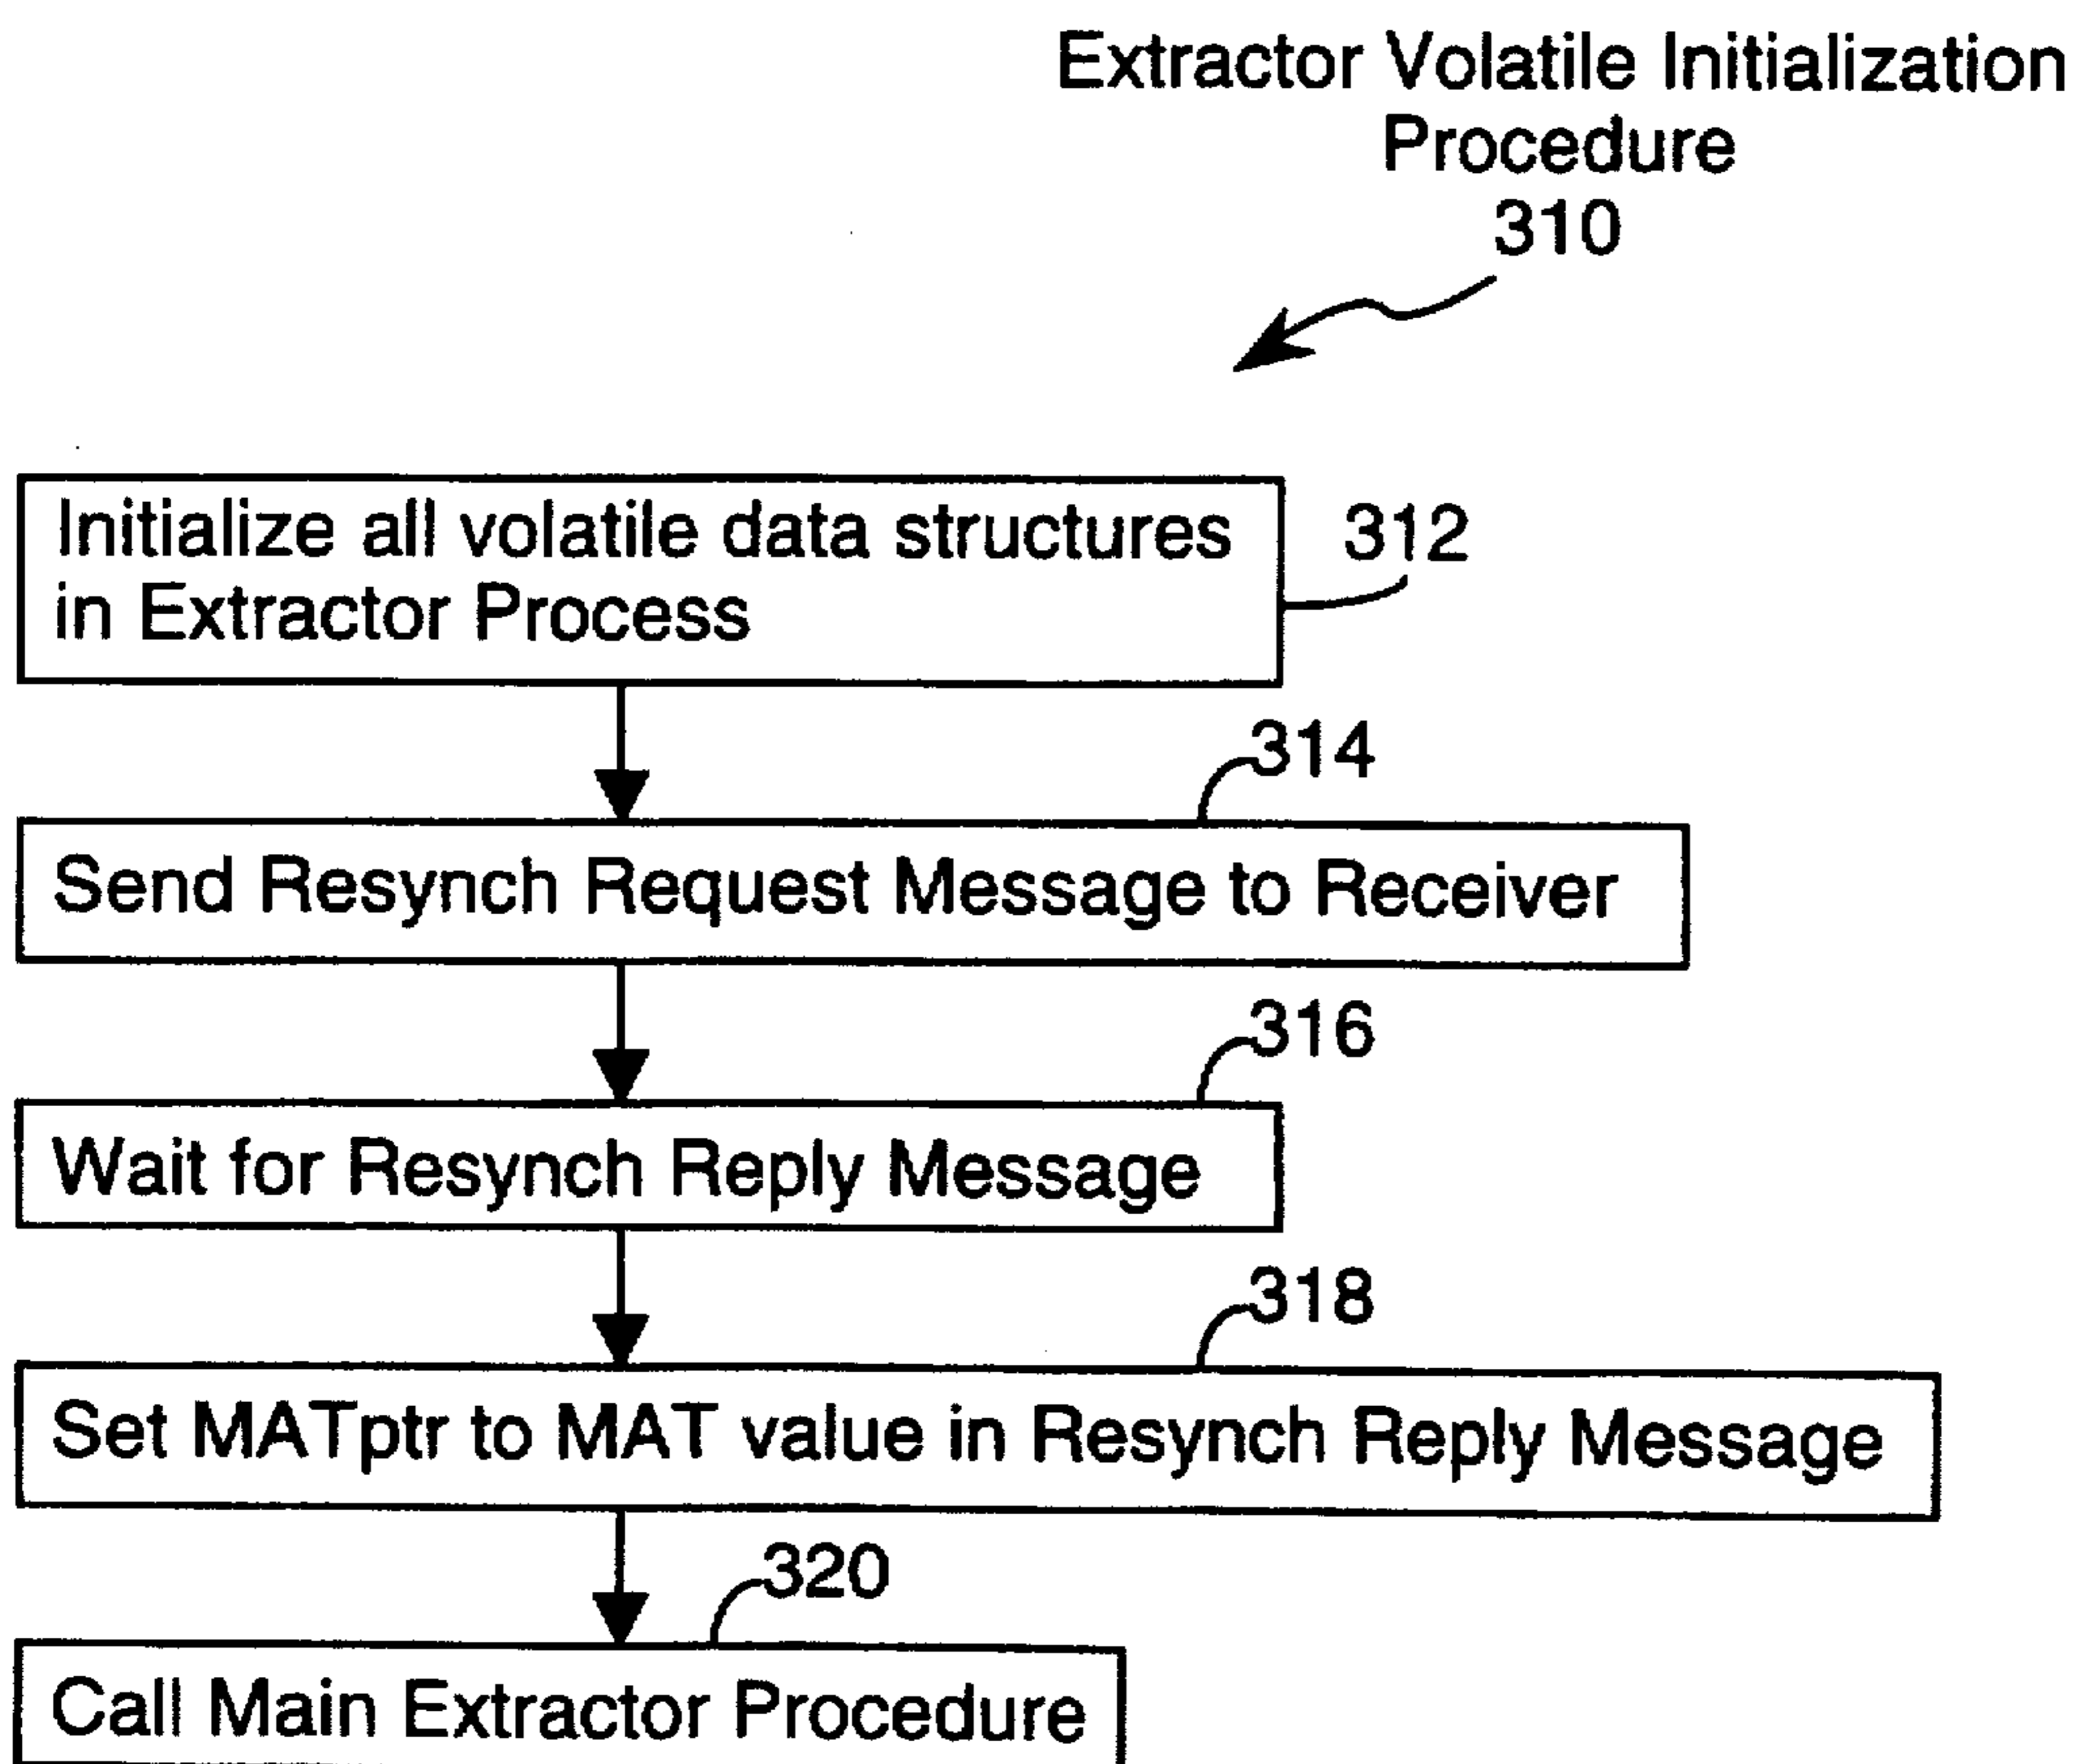 Extractor Volatile Initialization
Procedure
310
Initialize all volatile data structures
in Extractor Process
312
314
Send Resynch Request Message to Receiver
316
Wait for Resynch Reply Message
318
Set MATptr to MAT value in Resynch Reply Message
320
Call Main Extractor Procedure